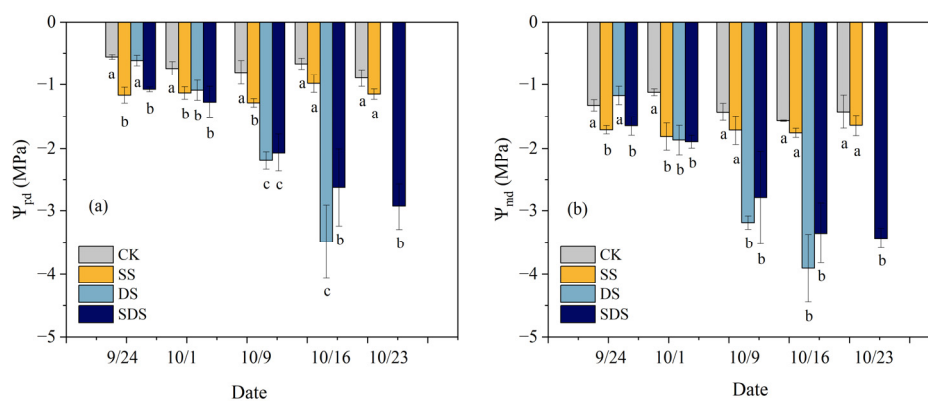 0
−1
−2
−3
−4
−5
Ψpd (MPa)
a
b
a
b
a
b
b
b
a
b
c
c
a
a
c
b
a
a
b
(a)
CK
SS
DS
SDS
9/24
10/1
10/9
10/16
10/23
Date
0
−1
−2
−3
−4
−5
Ψmd (MPa)
a
b
a
b
a
b
b
b
a
a
b
b
a
a
b
b
a
a
b
(b)
CK
SS
DS
SDS
9/24
10/1
10/9
10/16
10/23
Date